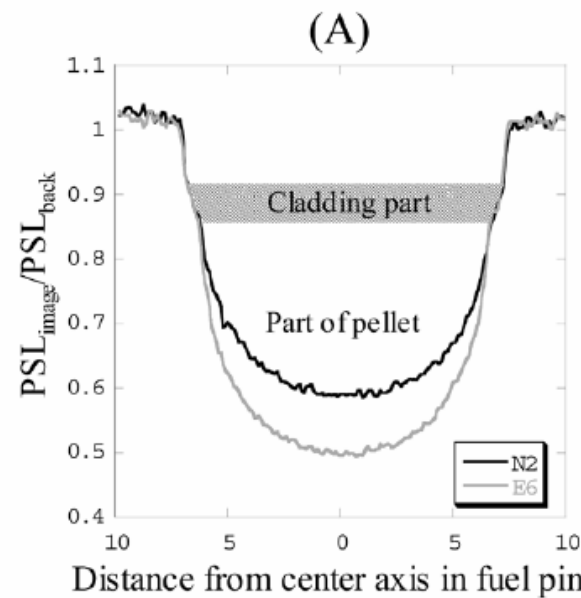 (A)
1.1
1
0.9
0.8
0.7
0.6
0.5
0.4
PSLimage/PSLback
Cladding part
Part of pellet
N2
E6
10
5
0
5
10
Distance from center axis in fuel pin